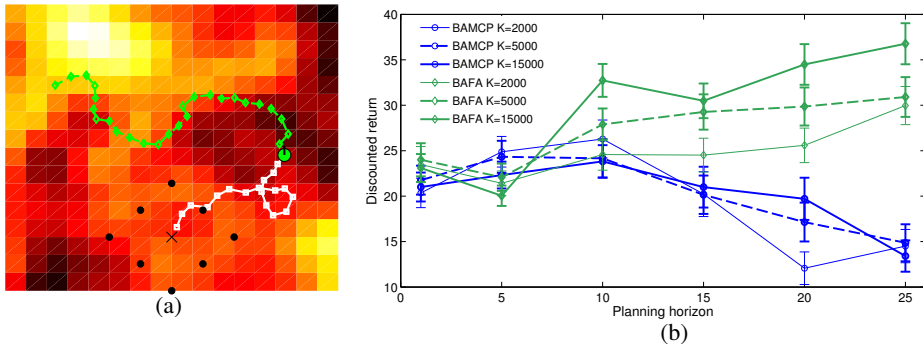 (a)
40
35
30
25
20
15
10
Discounted return
BAMCP K=2000
BAMCP K=5000
BAMCP K=15000
BAFA K=2000
BAFA K=5000
BAFA K=15000
0 5 10 15 20 25
Planning horizon
(b)